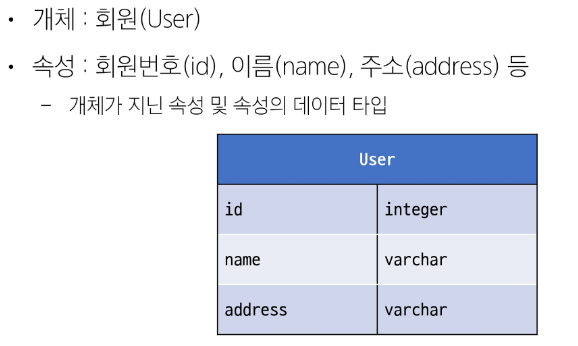 • 개체 : 회원(User)
• 속성 : 회원번호(id), 이름(name), 주소(address) 등
– 개체가 지닌 속성 및 속성의 데이터 타입
User
id integer
name varchar
address varchar